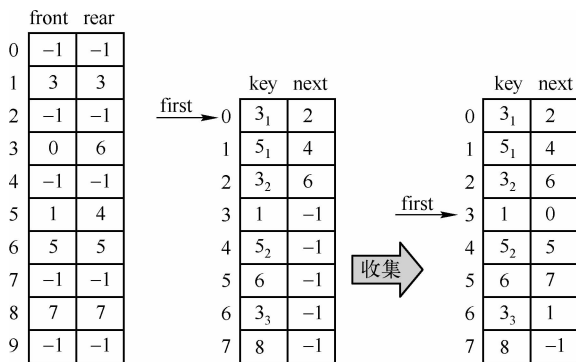 front rear
0 −1 −1
1 3 3
2 −1 −1
3 0 6
4 −1 −1
5 1 4
6 5 5
7 −1 −1
8 7 7
9 −1 −1
key next
first 0 3₁ 2
1 5₁ 4
2 3₂ 6
3 1 −1
4 5₂ −1
5 6 −1
6 3₃ −1
7 8 −1
收集
key next
0 3₁ 2
1 5₁ 4
2 3₂ 6
first 3 1 0
4 5₂ 5
5 6 7
6 3₃ 1
7 8 −1